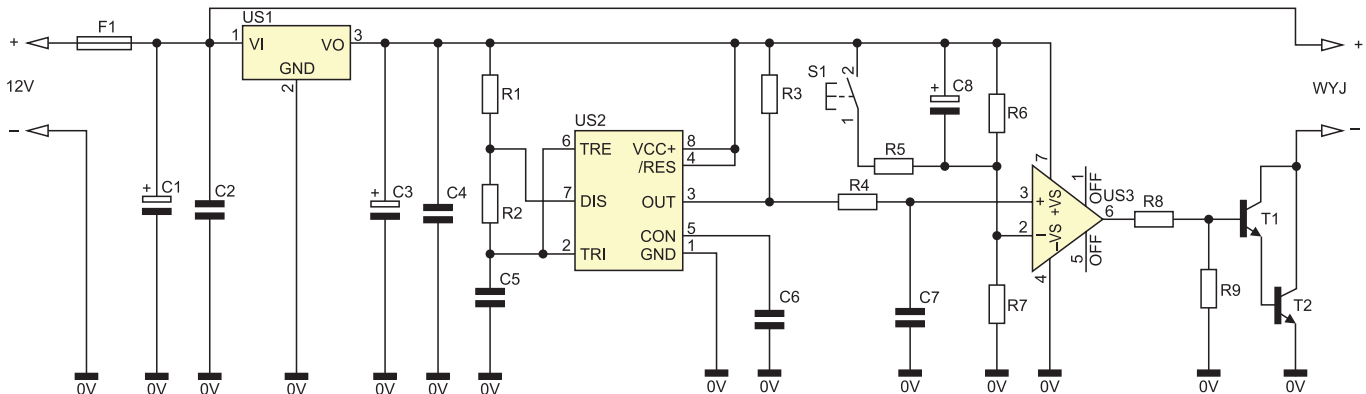 F1
US1
1
VI
VO
3
GND
2
+
12V
–
+
C1
C2
+
C3
C4
R1
R2
C5
US2
6
TRE
VCC+
8
/RES
4
7
DIS
OUT
3
CON
5
2
TRI
GND
1
C6
R3
S1
2
1
R5
+
C8
R6
R4
C7
R7
7
1
OFF
3
+
+VS
US3
6
2
–
–VS
5
OFF
4
R8
R9
T1
T2
+
WYJ
–
0V
0V
0V
0V
0V
0V
0V
0V
0V
0V
0V
0V
0V
0V